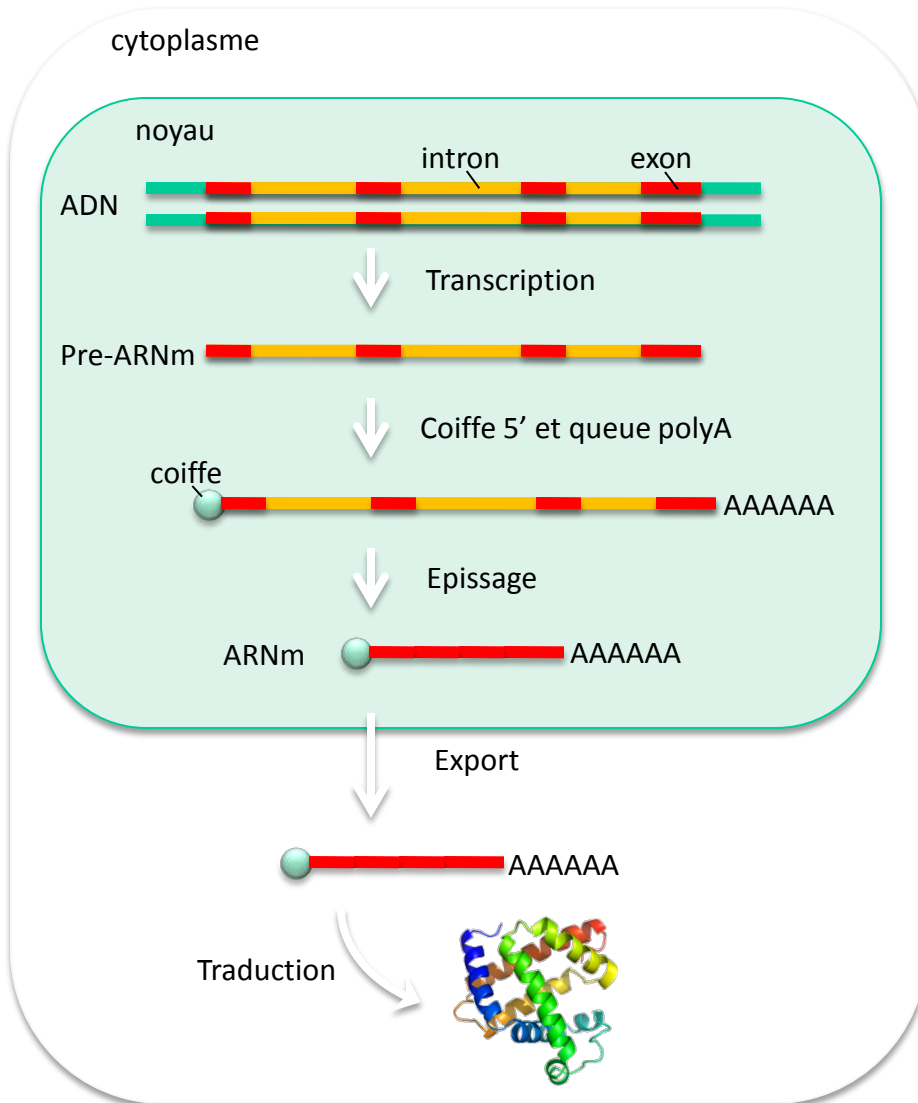 cytoplasme
noyau
intron
exon
ADN
Transcription
Pre-ARNm
Coiffe 5’ et queue polyA
coiffe
AAAAAA
Epissage
ARNm
AAAAAA
Export
AAAAAA
Traduction